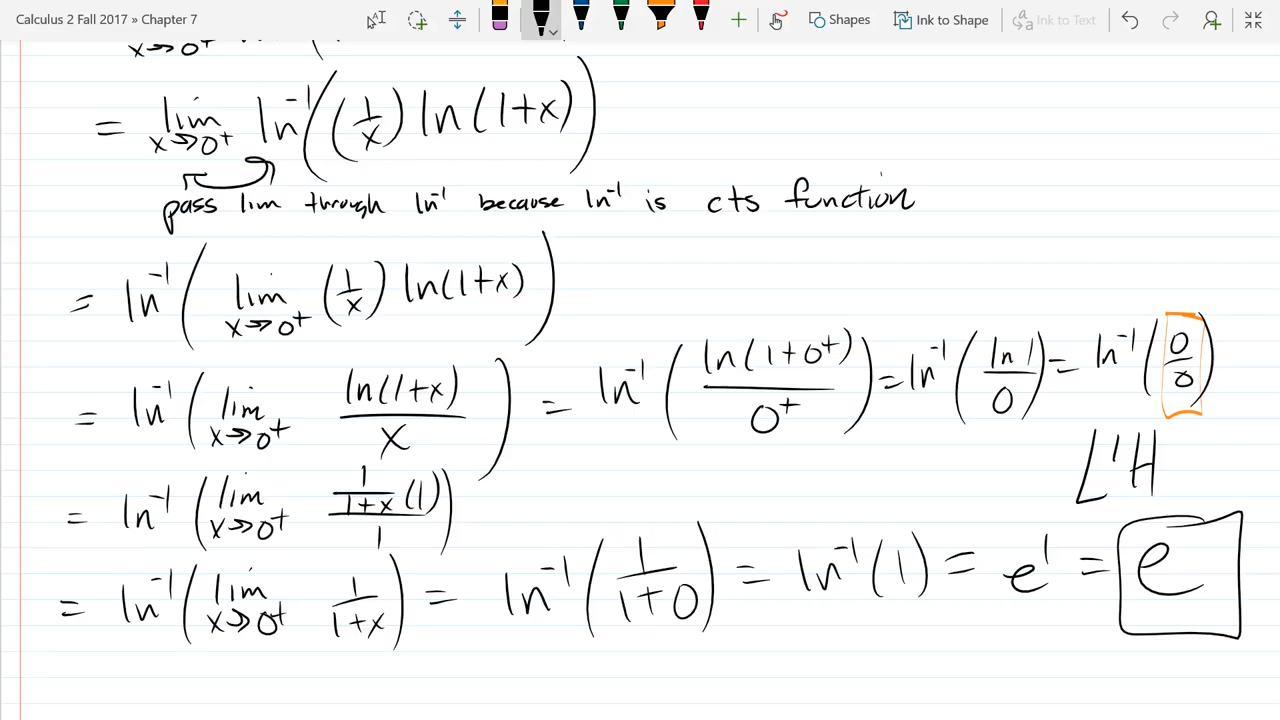 Calculus 2 Fall 2017 » Chapter 7
Shapes Ink to Shape Ink to Text
x→0⁺
= lim x→0⁺ ln⁻¹((1/x) ln(1+x))
pass lim through ln⁻¹ because ln⁻¹ is cts function
= ln⁻¹(lim x→0⁺ (1/x) ln(1+x))
= ln⁻¹(lim x→0⁺ ln(1+x)/x) = ln⁻¹(ln(1+0⁺)/0⁺) = ln⁻¹(ln 1/0) = ln⁻¹(0/0)
L'H
= ln⁻¹(lim x→0⁺ (1/(1+x) (1))/1)
= ln⁻¹(lim x→0⁺ 1/(1+x)) = ln⁻¹(1/(1+0)) = ln⁻¹(1) = e¹ = e